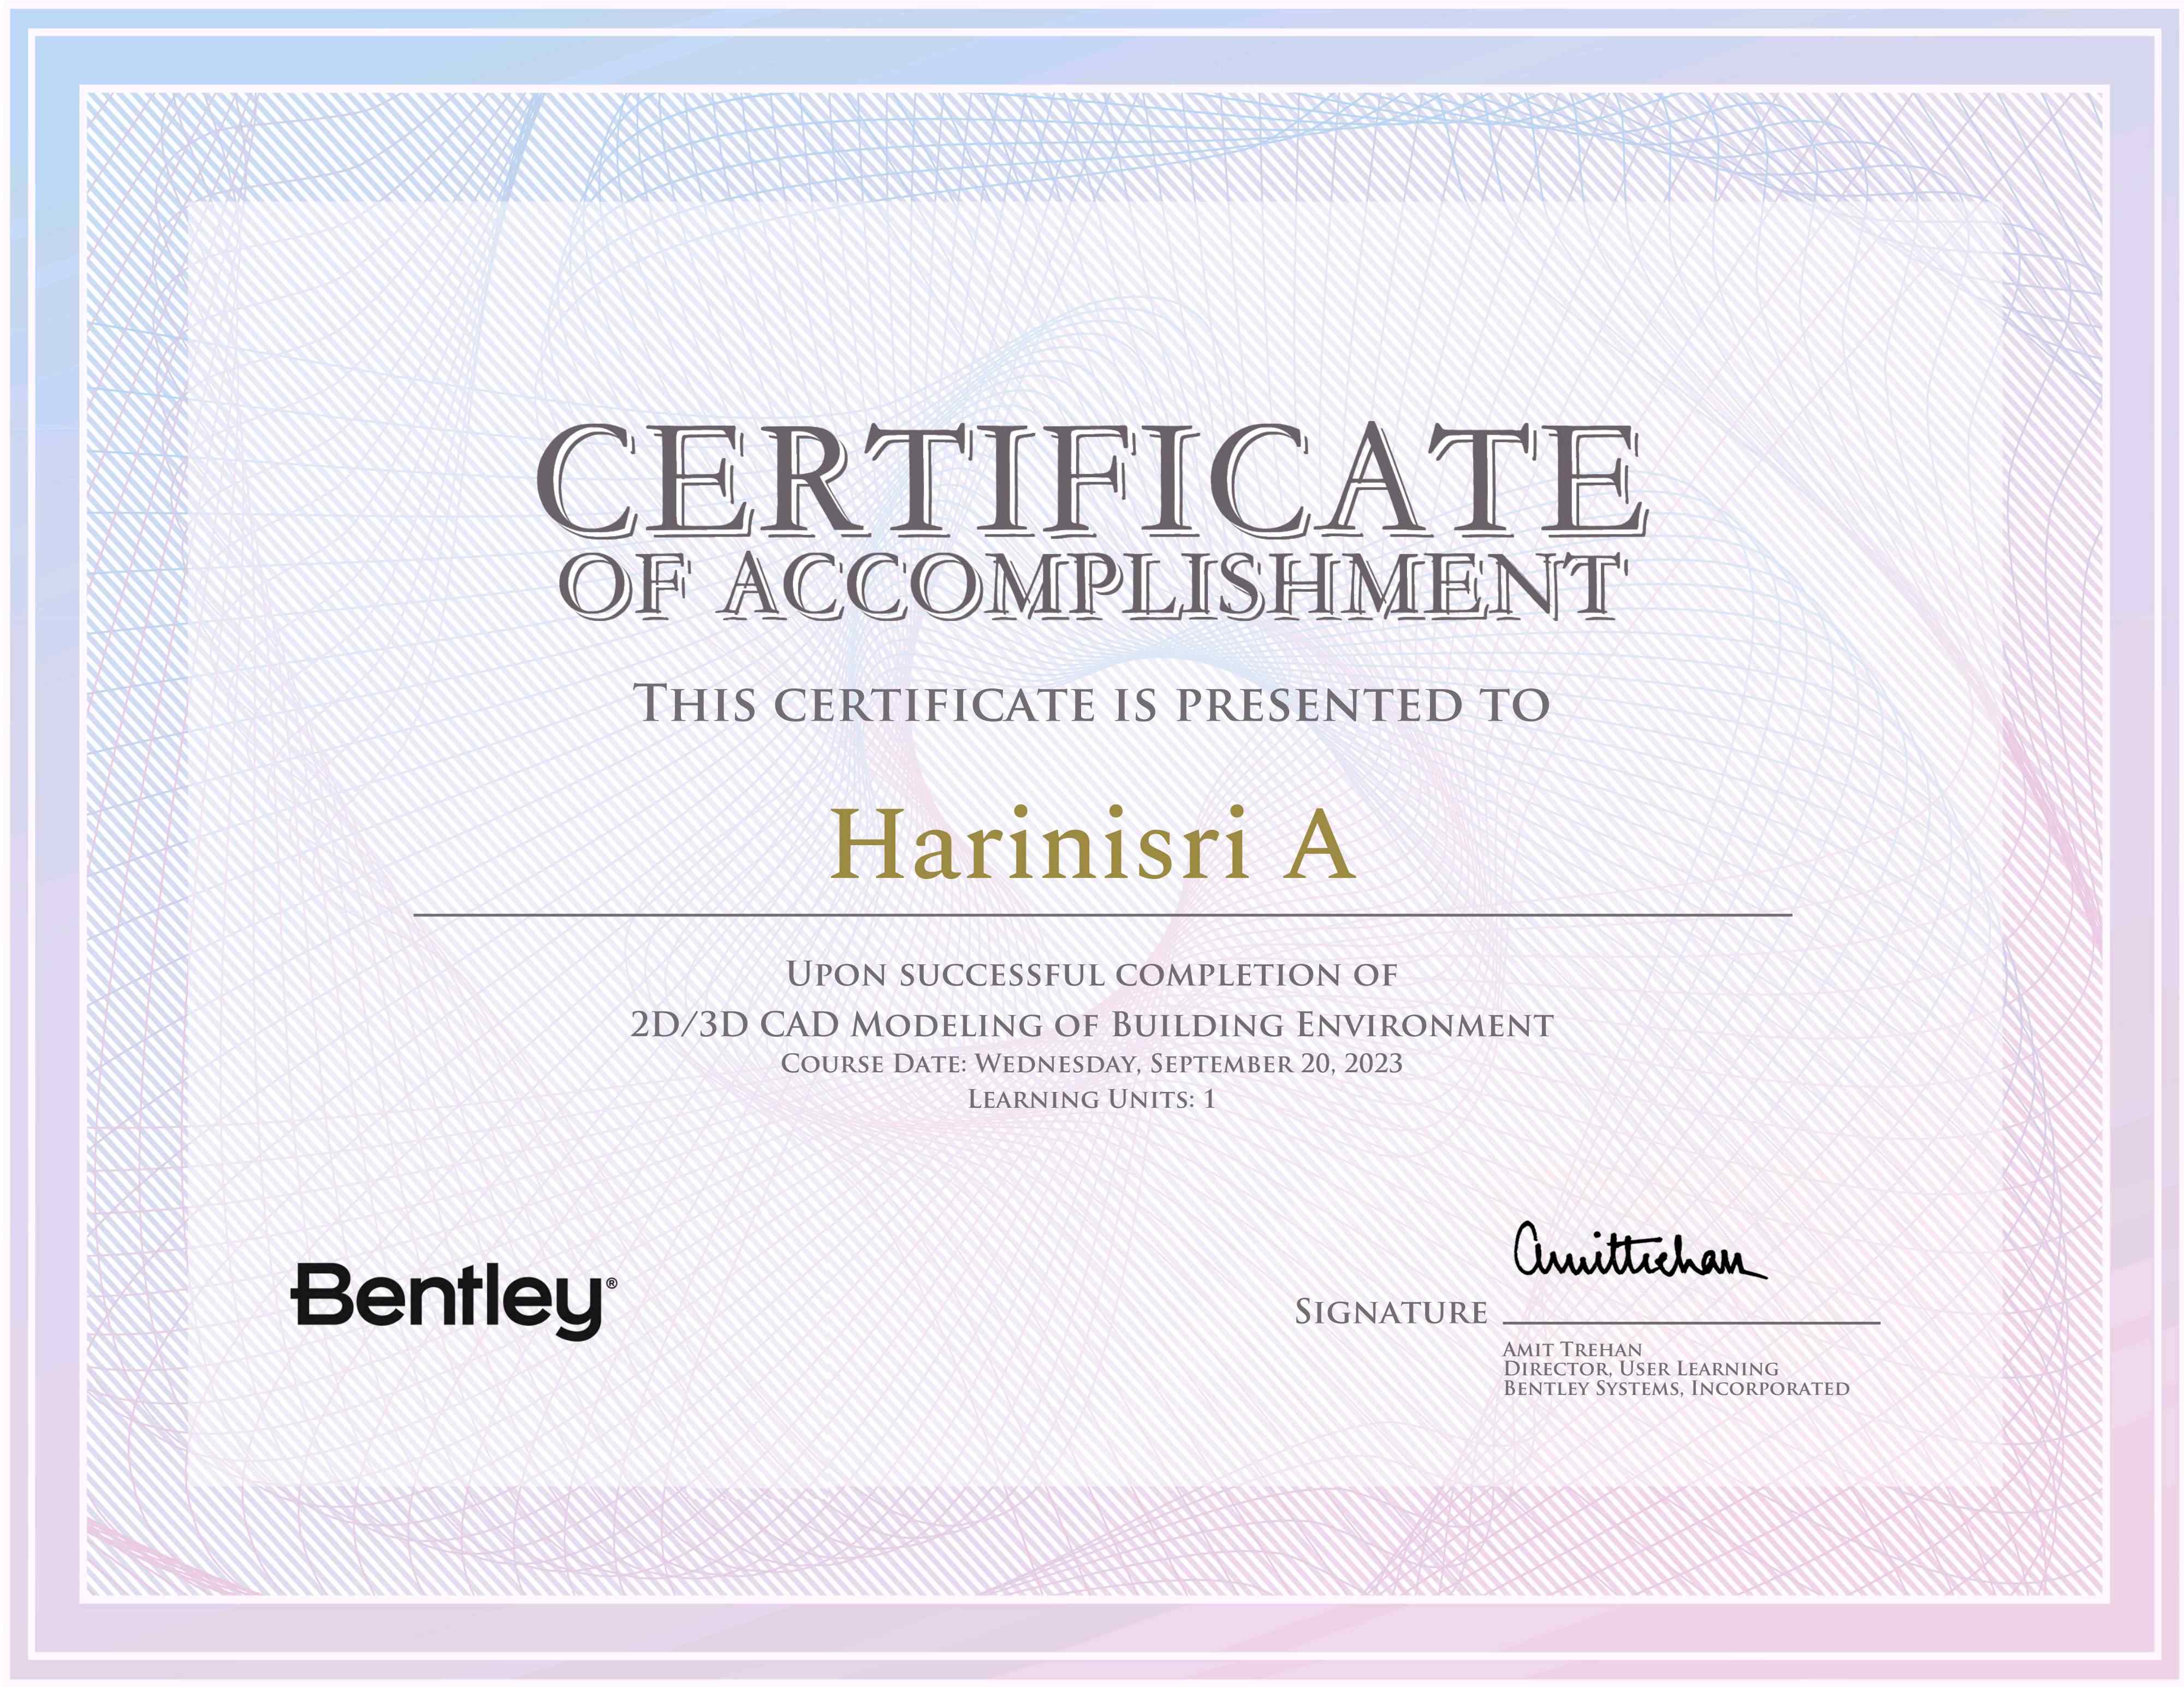 CERTIFICATE
OF ACCOMPLISHMENT
THIS CERTIFICATE IS PRESENTED TO
Harinisri A
UPON SUCCESSFUL COMPLETION OF
2D/3D CAD MODELING OF BUILDING ENVIRONMENT
COURSE DATE: WEDNESDAY, SEPTEMBER 20, 2023
LEARNING UNITS: 1
Bentley®
Amit Trehan
SIGNATURE
AMIT TREHAN
DIRECTOR, USER LEARNING
BENTLEY SYSTEMS, INCORPORATED